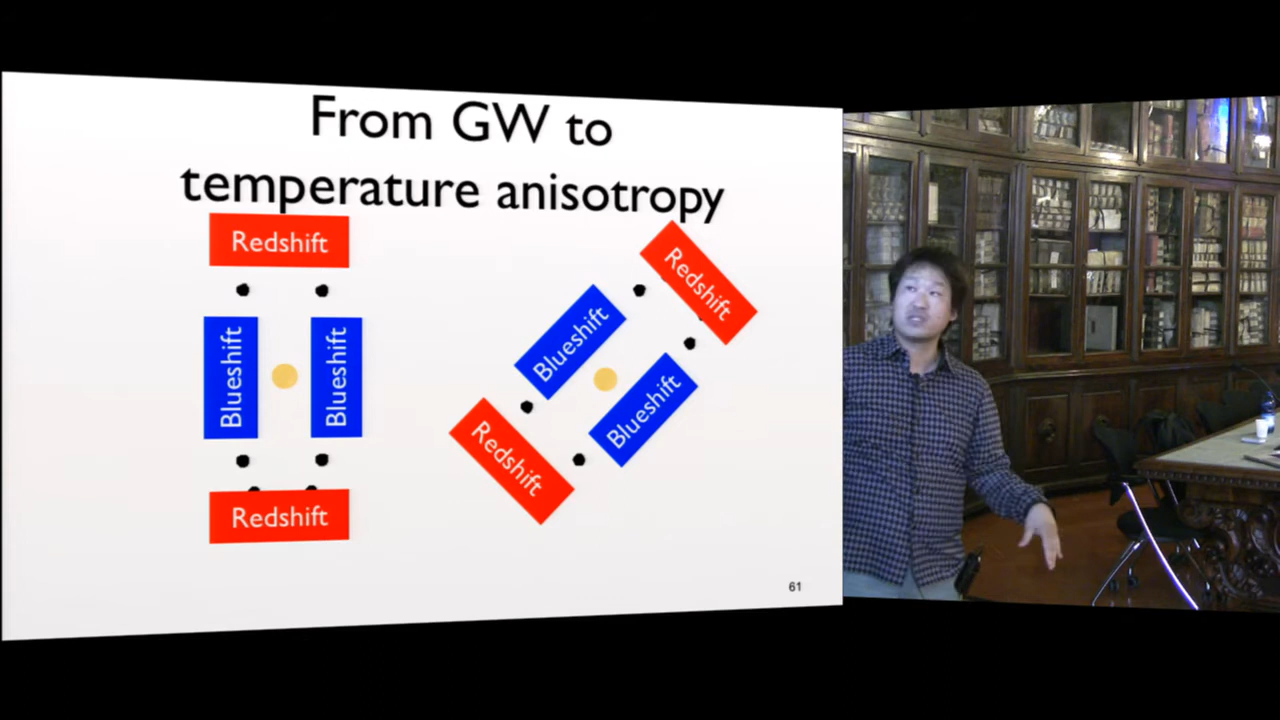 From GW to
temperature anisotropy
Redshift
Blueshift
Blueshift
Redshift
Redshift
Blueshift
Blueshift
Redshift
61